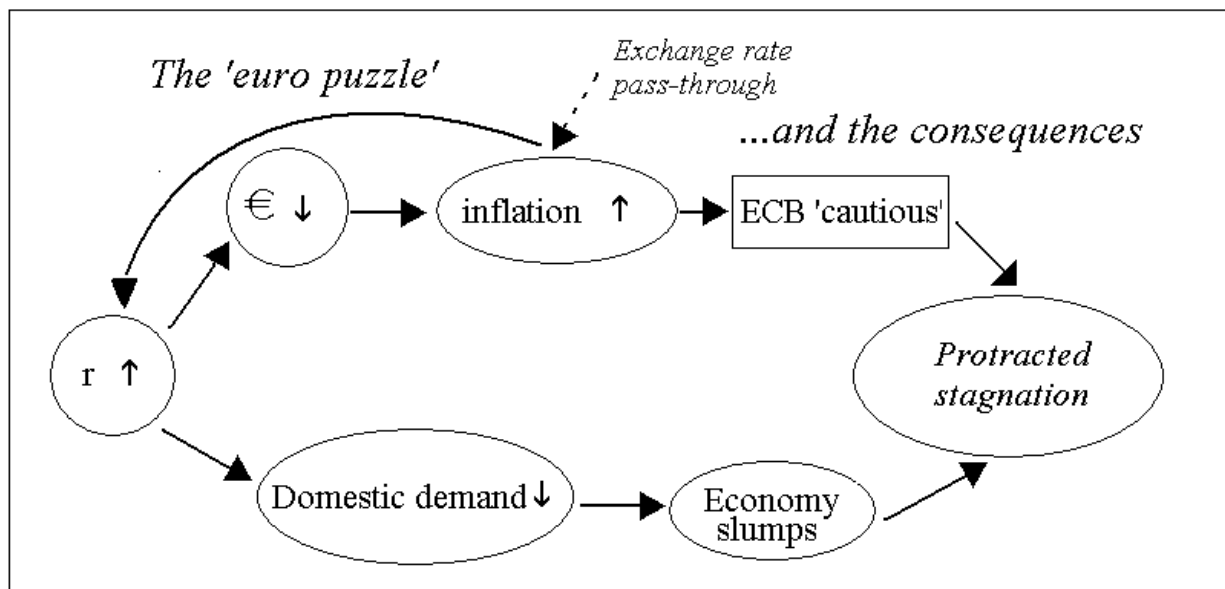 The 'euro puzzle'
Exchange rate
pass-through
...and the consequences
€ ↓
inflation ↑
ECB 'cautious'
r ↑
Protracted
stagnation
Domestic demand↓
Economy
slumps